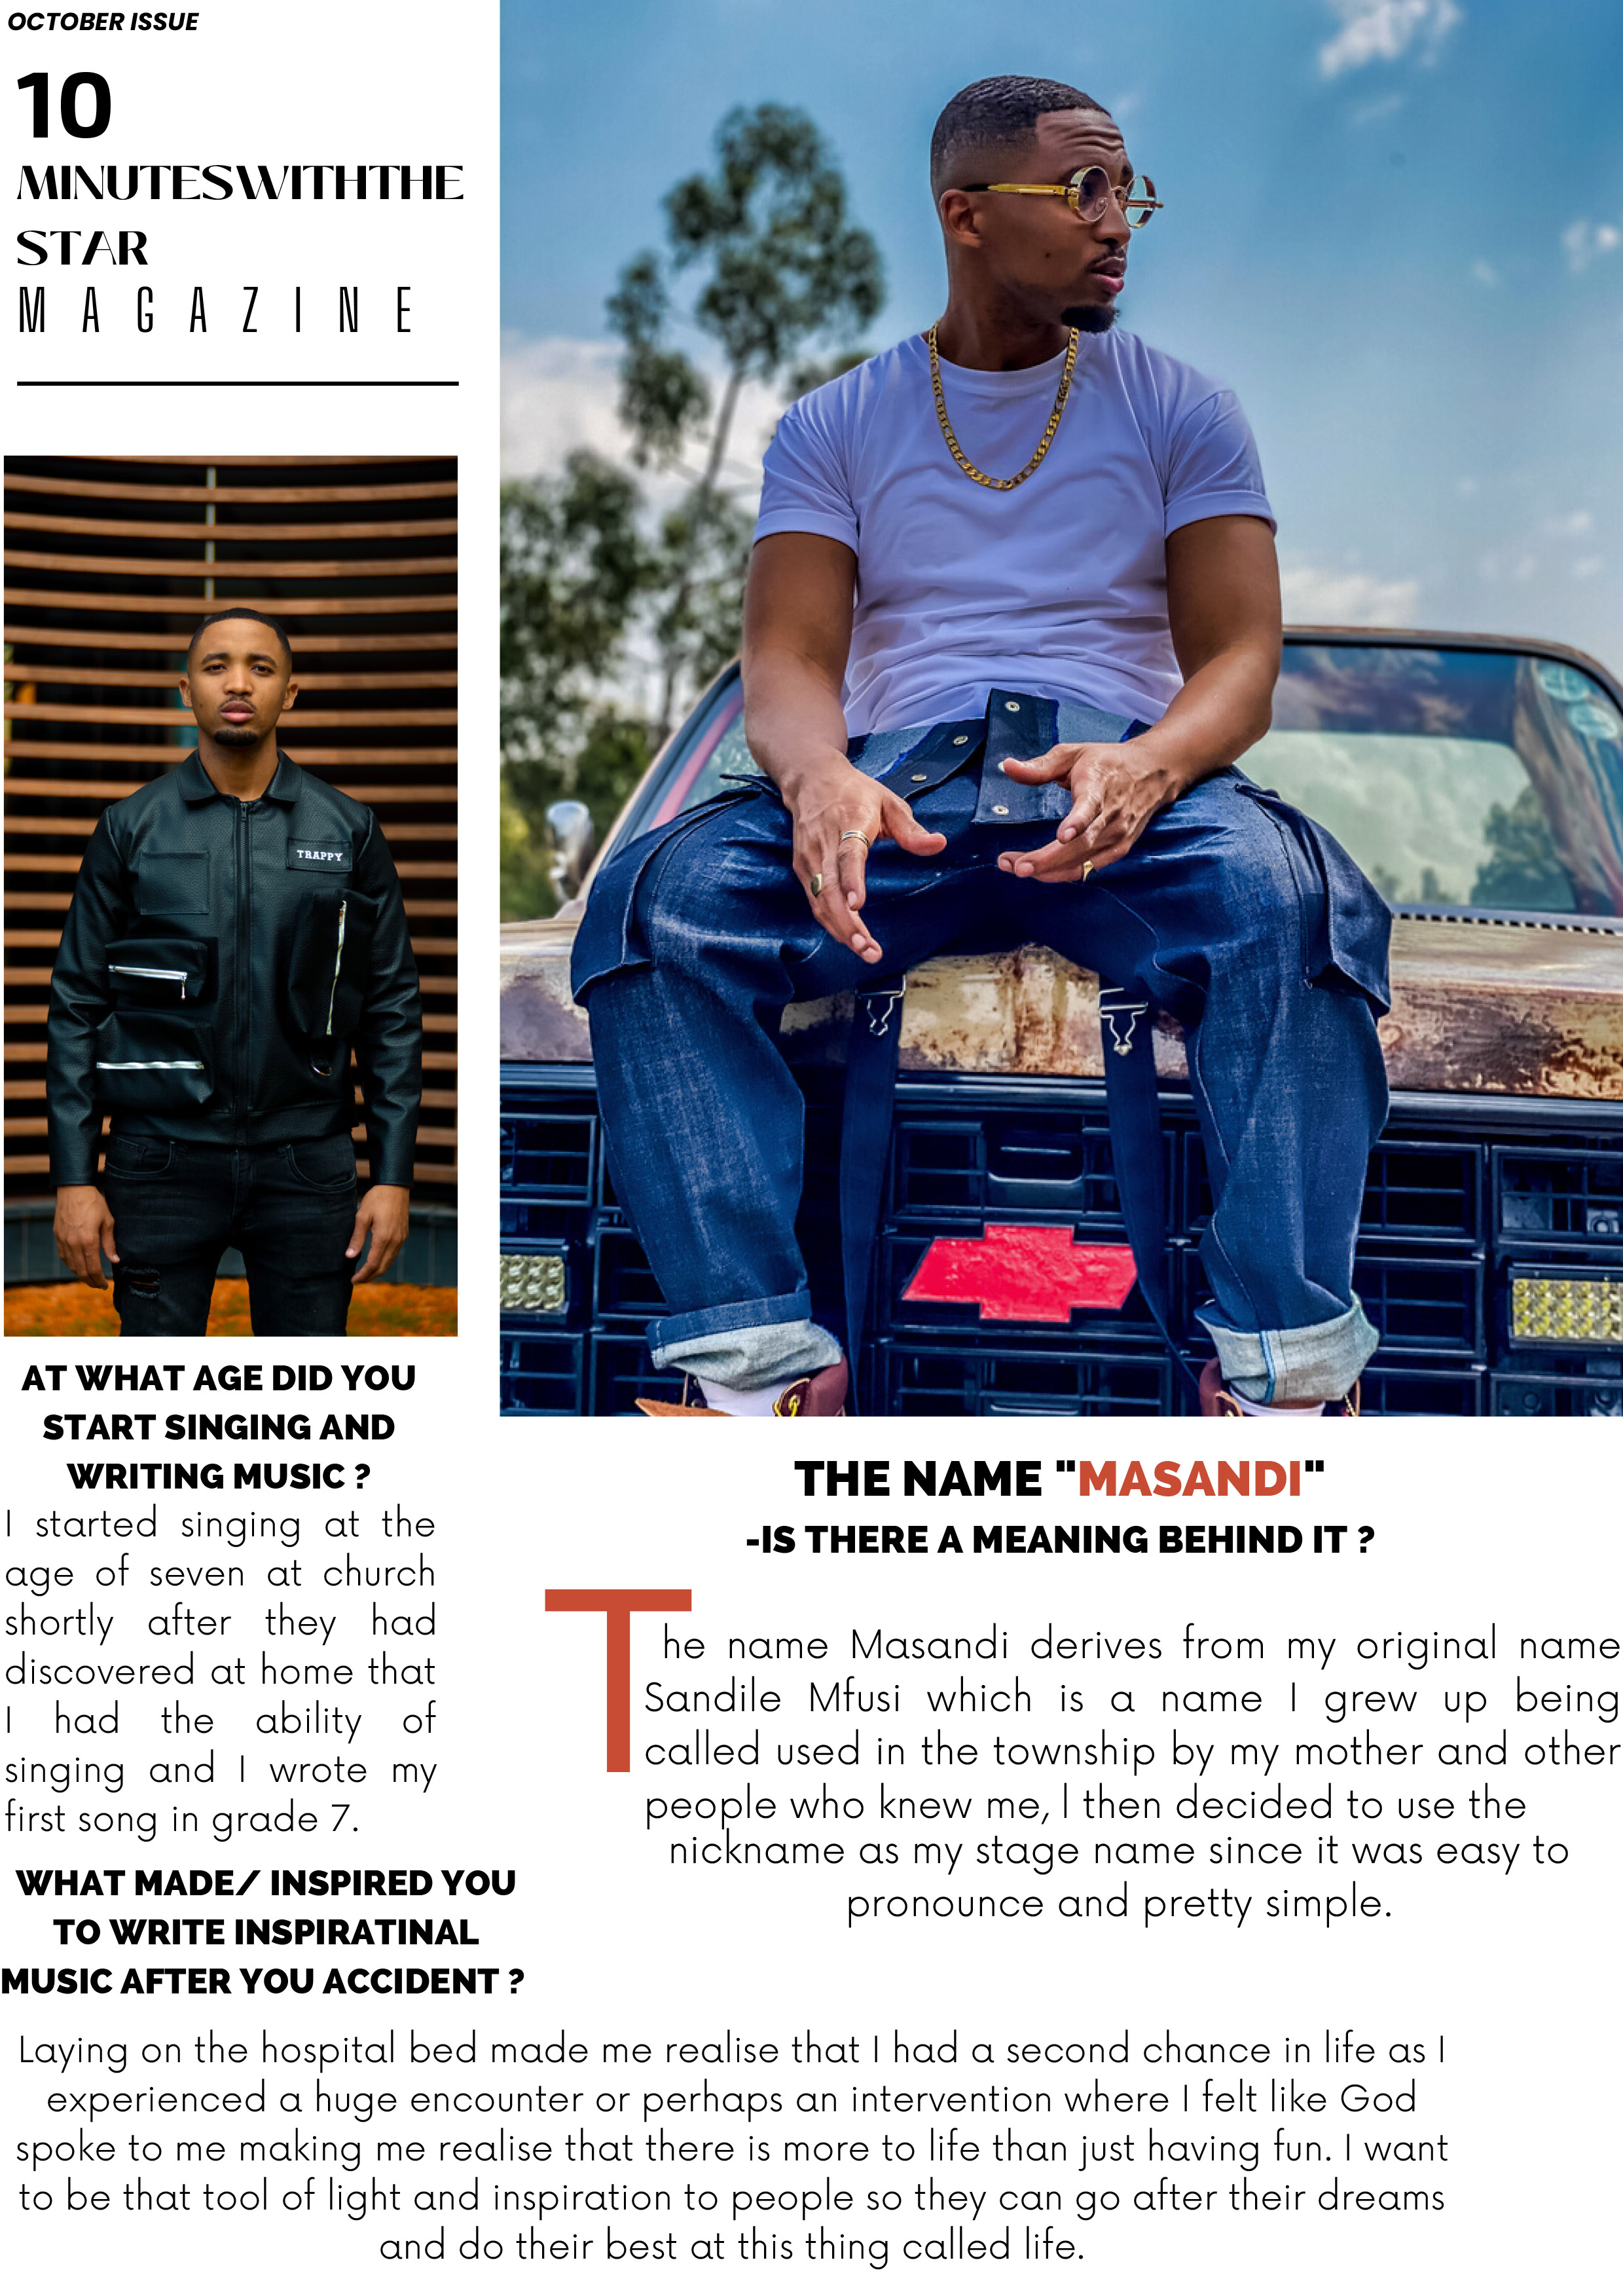 OCTOBER ISSUE
10
MINUTESWITHTHE
STAR
MAGAZINE
TRAPPY
AT WHAT AGE DID YOU
START SINGING AND
WRITING MUSIC ?
I started singing at the
age of seven at church
shortly after they had
discovered at home that
I had the ability of
singing and I wrote my
first song in grade 7.
THE NAME "MASANDI"
-IS THERE A MEANING BEHIND IT ?
The name Masandi derives from my original name
Sandile Mfusi which is a name I grew up being
called used in the township by my mother and other
people who knew me, I then decided to use the
nickname as my stage name since it was easy to
pronounce and pretty simple.
WHAT MADE/ INSPIRED YOU
TO WRITE INSPIRATINAL
MUSIC AFTER YOU ACCIDENT ?
Laying on the hospital bed made me realise that I had a second chance in life as I
experienced a huge encounter or perhaps an intervention where I felt like God
spoke to me making me realise that there is more to life than just having fun. I want
to be that tool of light and inspiration to people so they can go after their dreams
and do their best at this thing called life.